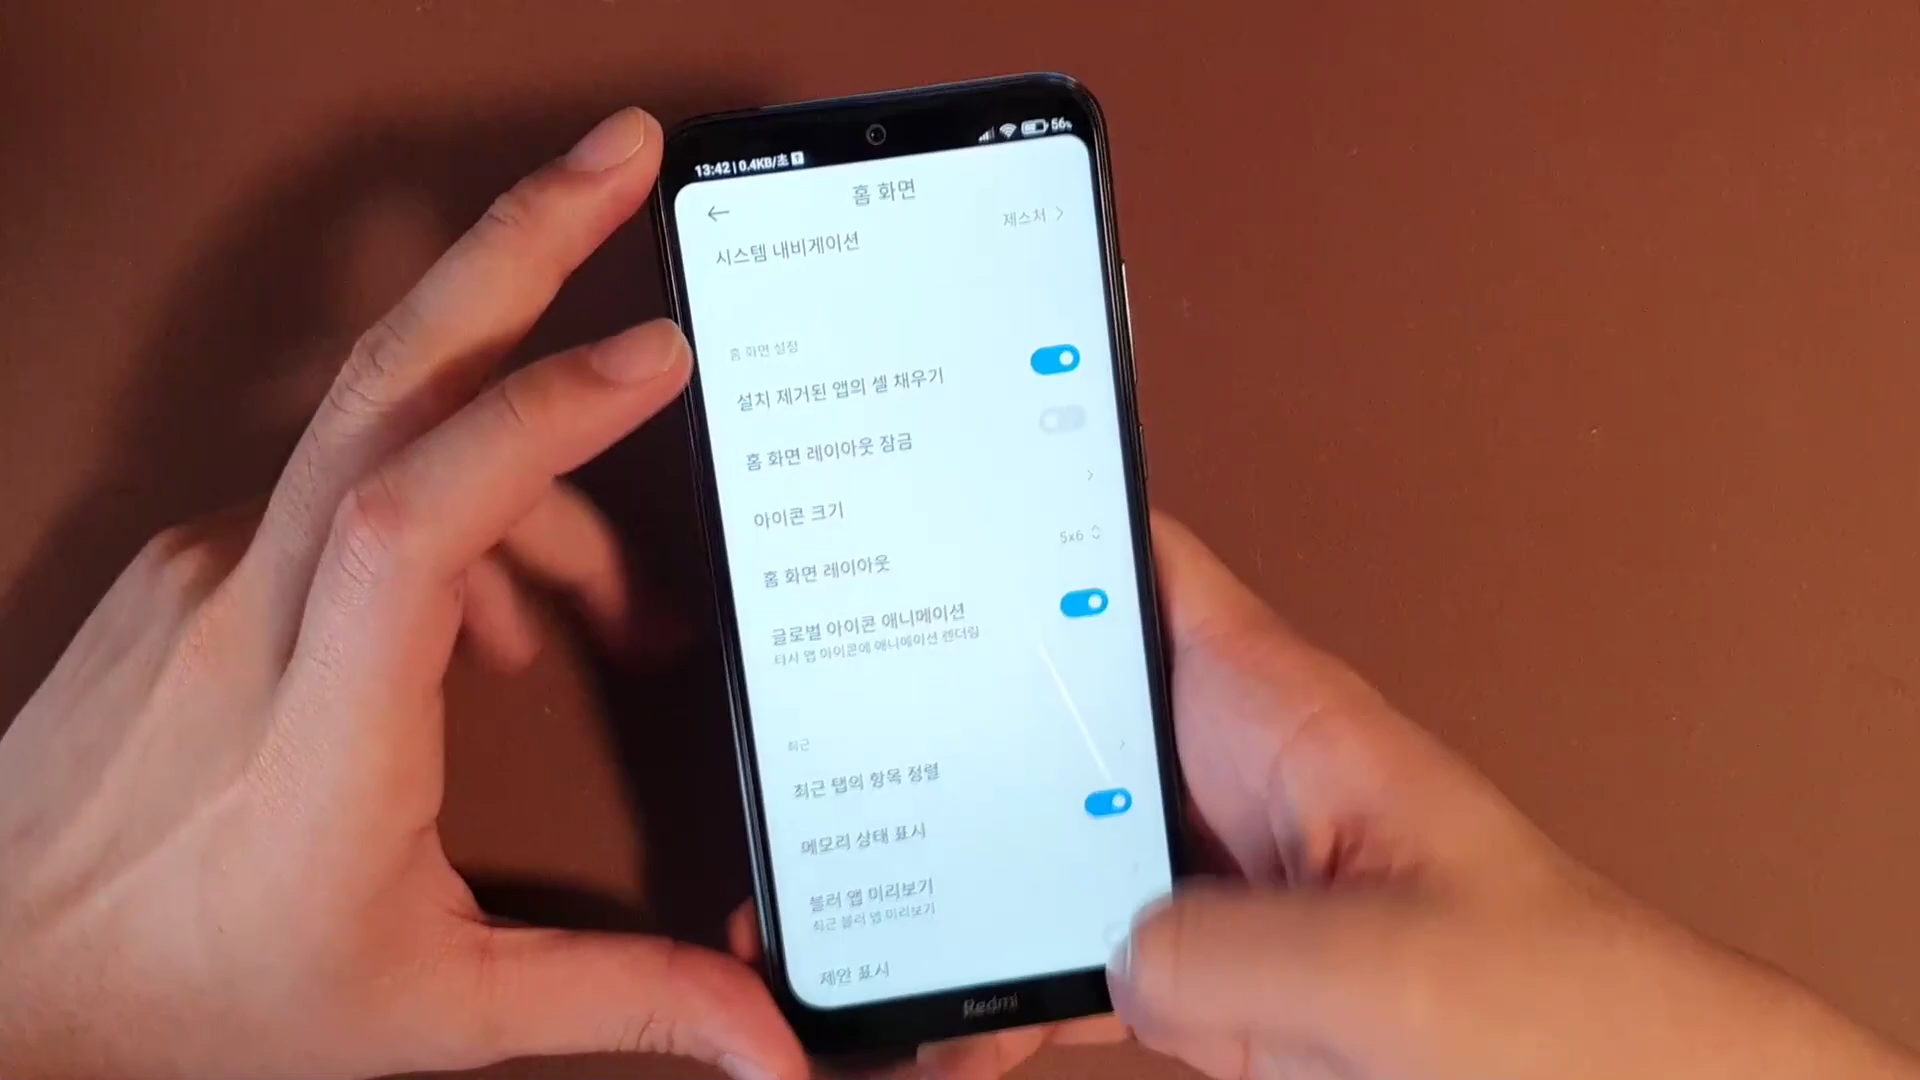 13:42 | 0.4KB/초
56%
홈 화면
시스템 내비게이션
제스처
홈 화면 설정
설치 제거된 앱의 셀 채우기
홈 화면 레이아웃 잠금
아이콘 크기
홈 화면 레이아웃
5x6
글로벌 아이콘 애니메이션
타사 앱 아이콘에 애니메이션 렌더링
최근
최근 탭의 항목 정렬
메모리 상태 표시
블러 앱 미리보기
최근 블러 앱 미리보기
제안 표시
Redmi